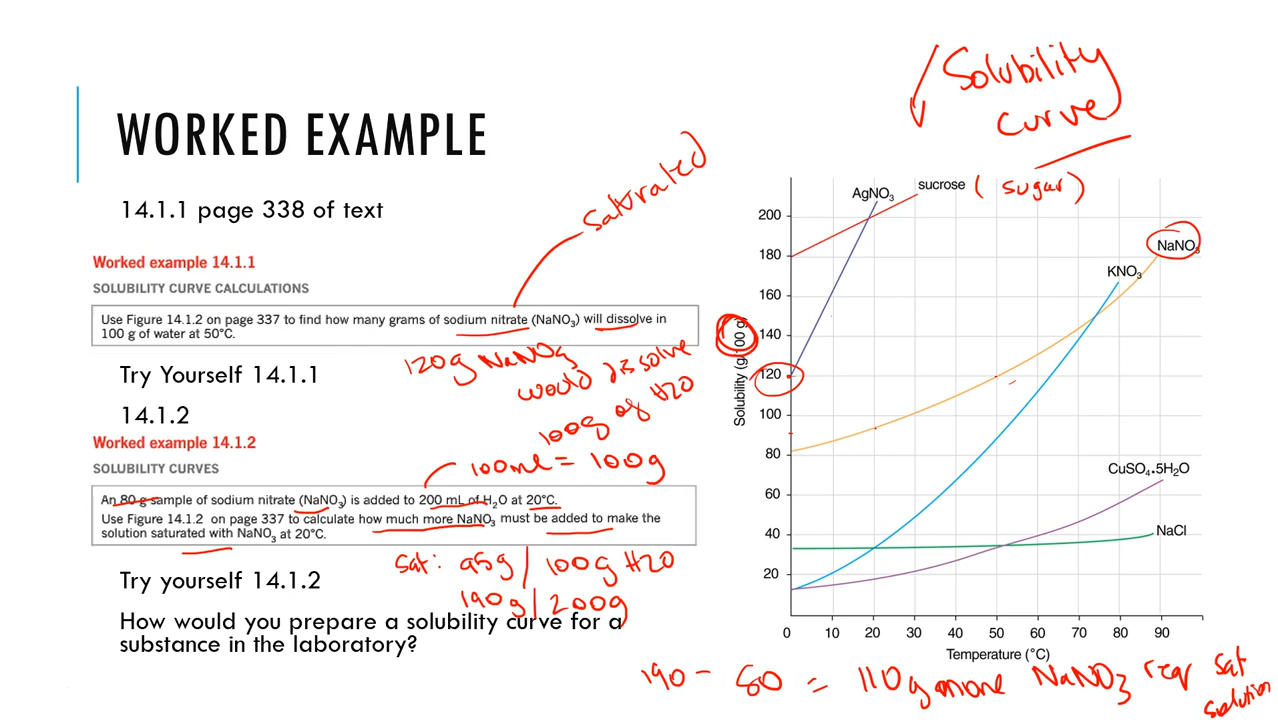 Solubility
curve
WORKED EXAMPLE
14.1.1 page 338 of text
saturated
Worked example 14.1.1
SOLUBILITY CURVE CALCULATIONS
Use Figure 14.1.2 on page 337 to find how many grams of sodium nitrate (NaNO₃) will dissolve in
100 g of water at 50°C.
120g NaNO₃
would dissolve
100g of H2O
Try Yourself 14.1.1
14.1.2
Worked example 14.1.2
100ml = 100g
SOLUBILITY CURVES
An 80 g sample of sodium nitrate (NaNO₃) is added to 200 mL of H₂O at 20°C.
Use Figure 14.1.2 on page 337 to calculate how much more NaNO₃ must be added to make the
solution saturated with NaNO₃ at 20°C.
Sat: 95g / 100g H2O
190g / 200g
Try yourself 14.1.2
How would you prepare a solubility curve for a
substance in the laboratory?
AgNO₃
sucrose (sugar)
NaNO₃
KNO₃
CuSO₄•5H₂O
NaCl
Solubility (g/100 g)
200
180
160
140
120
100
80
60
40
20
0 10 20 30 40 50 60 70 80 90
Temperature (°C)
190 - 80 = 110g more NaNO₃ req sat
solution